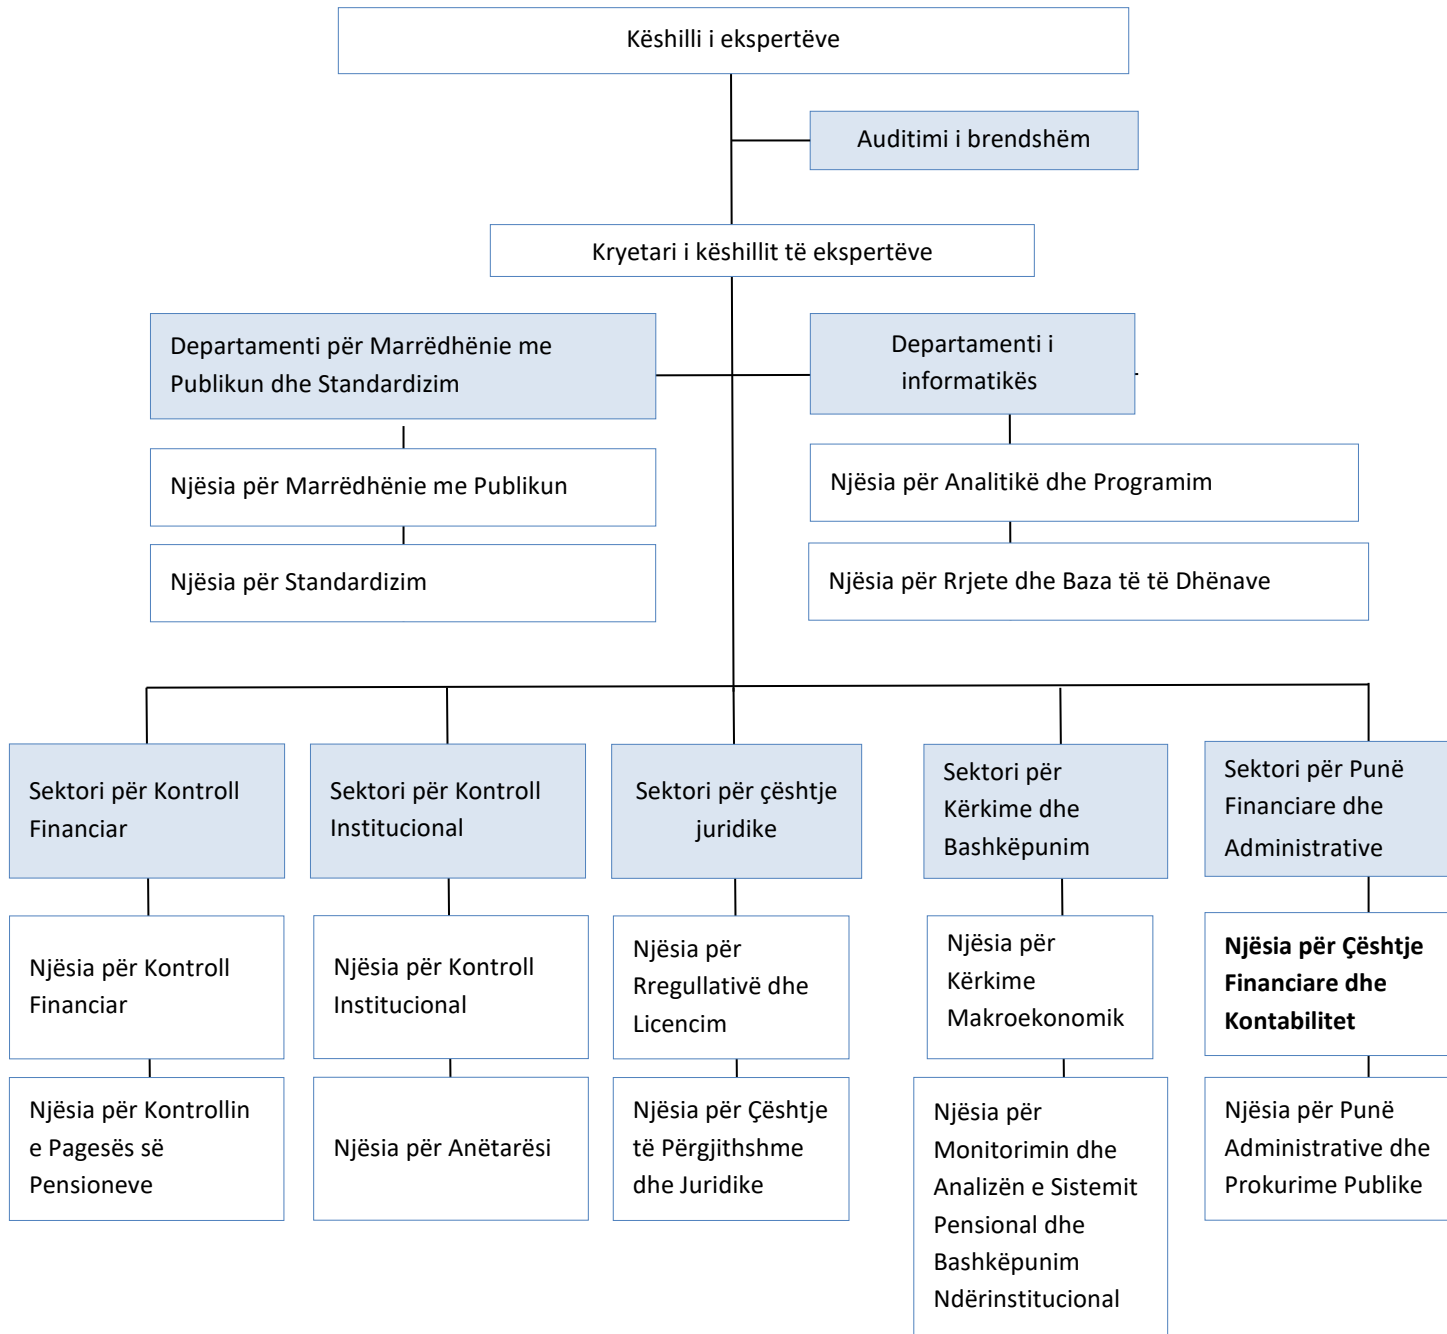 Këshilli i ekspertëve
Auditimi i brendshëm
Kryetari i këshillit të ekspertëve
Departamenti për Marrëdhënie me
Publikun dhe Standardizim
Departamenti i
informatikës
Njësia për Marrëdhënie me Publikun
Njësia për Analitikë dhe Programim
Njësia për Standardizim
Njësia për Rrjete dhe Baza të të Dhënave
Sektori për Kontroll
Financiar
Sektori për Kontroll
Institucional
Sektori për çështje
juridike
Sektori për
Kërkime dhe
Bashkëpunim
Sektori për Punë
Financiare dhe
Administrative
Njësia për Kontroll
Financiar
Njësia për Kontroll
Institucional
Njësia për
Rregullativë dhe
Licencim
Njësia për
Kërkime
Makroekonomik
Njësia për Çështje
Financiare dhe
Kontabilitet
Njësia për Kontrollin
e Pagesës së
Pensioneve
Njësia për Anëtarësi
Njësia për Çështje
të Përgjithshme
dhe Juridike
Njësia për
Monitorimin dhe
Analizën e Sistemit
Pensional dhe
Bashkëpunim
Ndërinstitucional
Njësia për Punë
Administrative dhe
Prokurime Publike